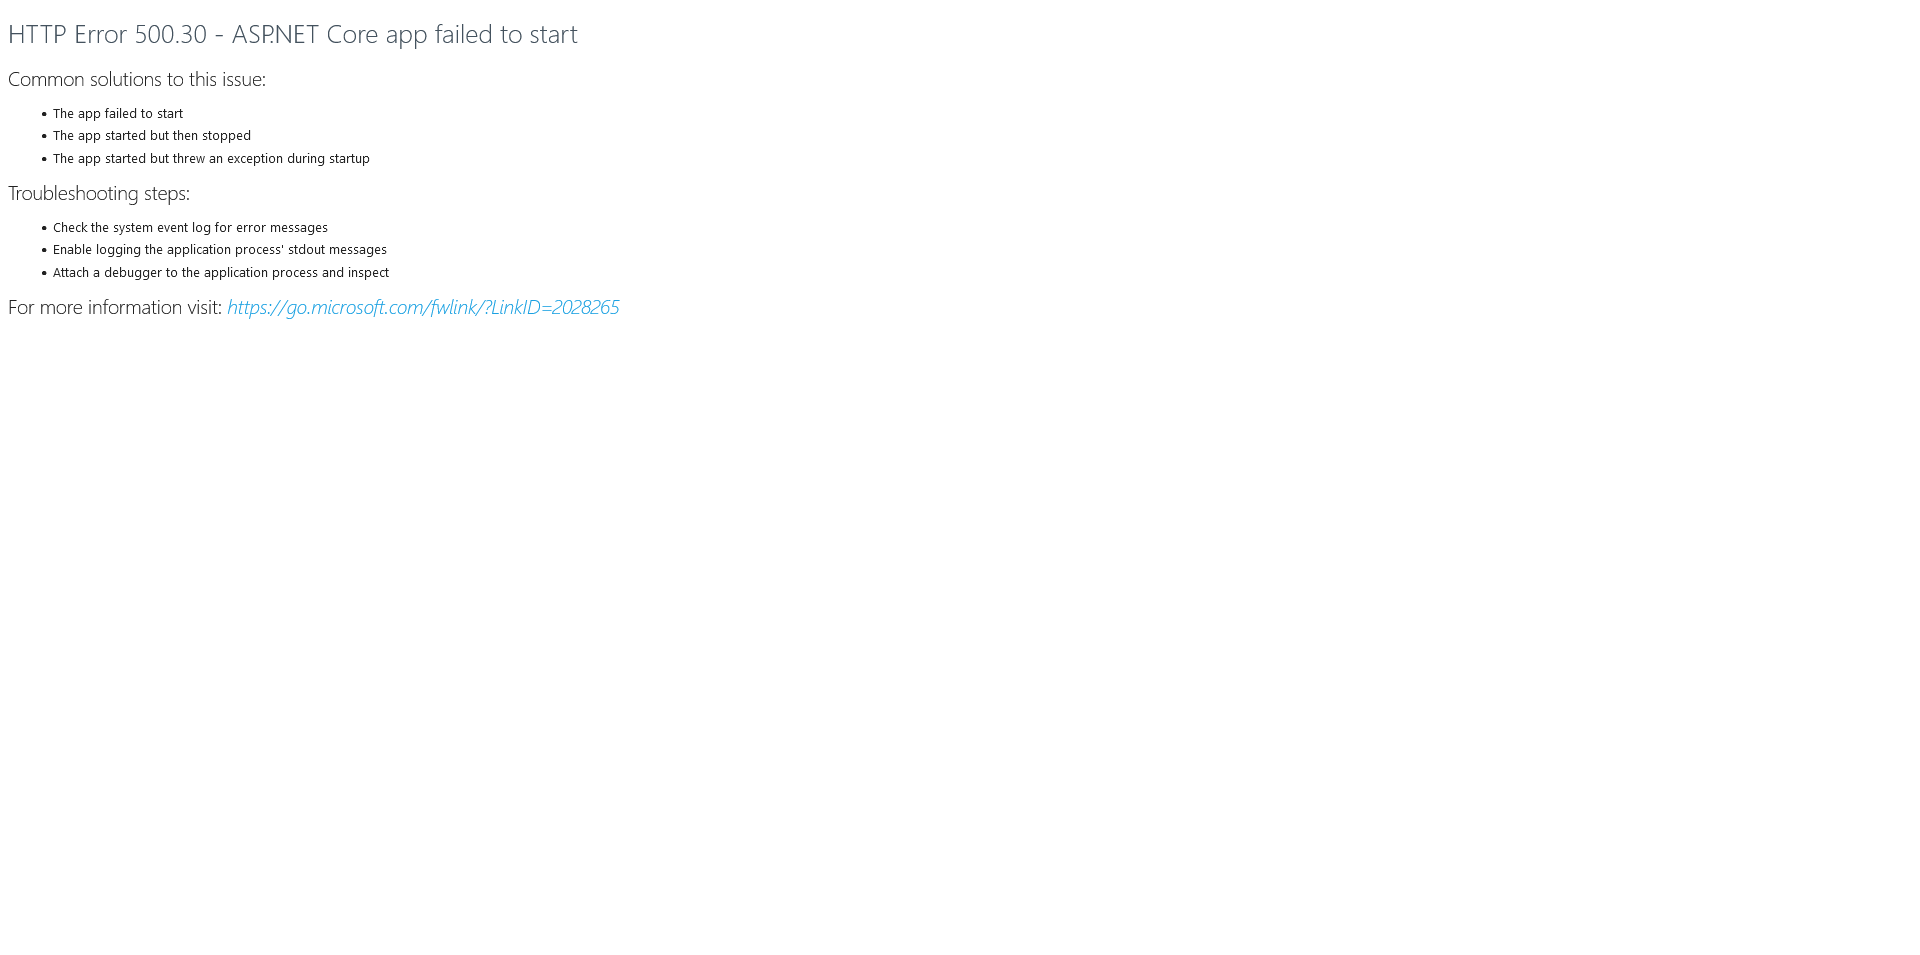 HTTP Error 500.30 - ASP.NET Core app failed to start
Common solutions to this issue:
• The app failed to start
• The app started but then stopped
• The app started but threw an exception during startup
Troubleshooting steps:
• Check the system event log for error messages
• Enable logging the application process' stdout messages
• Attach a debugger to the application process and inspect
For more information visit: https://go.microsoft.com/fwlink/?LinkID=2028265